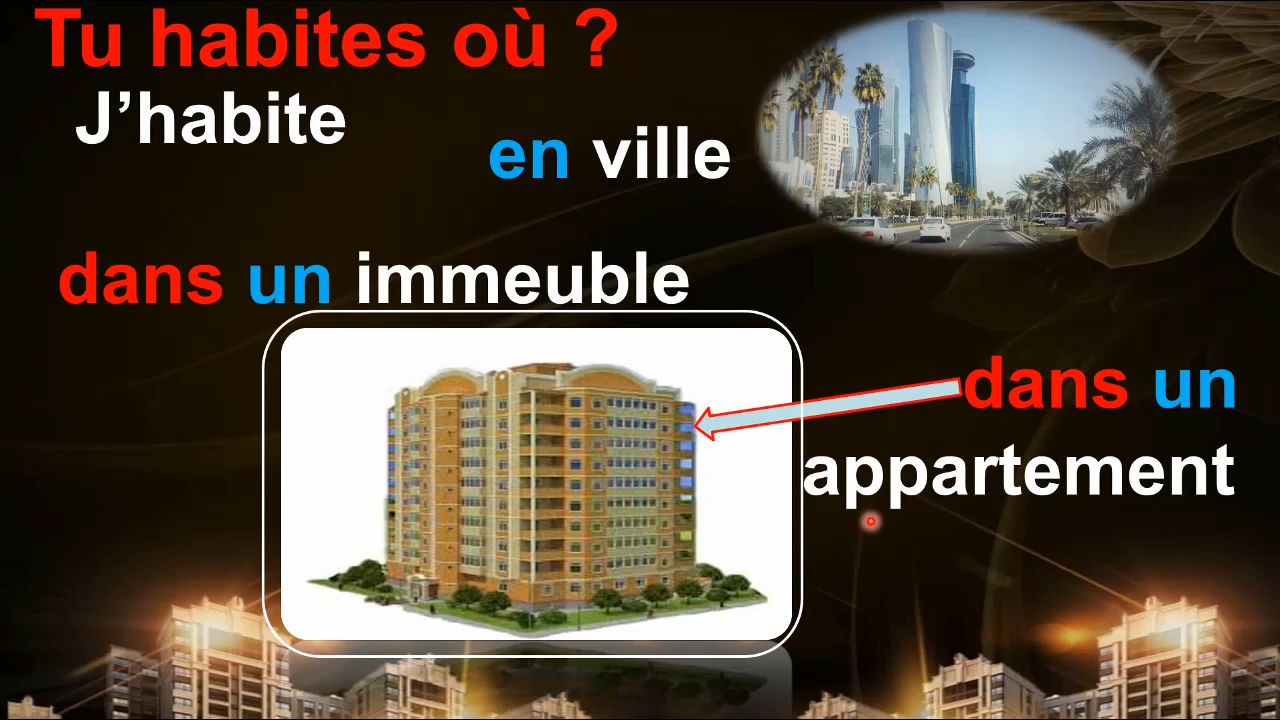 Tu habites où ?
J’habite
en ville
dans un immeuble
dans un
appartement